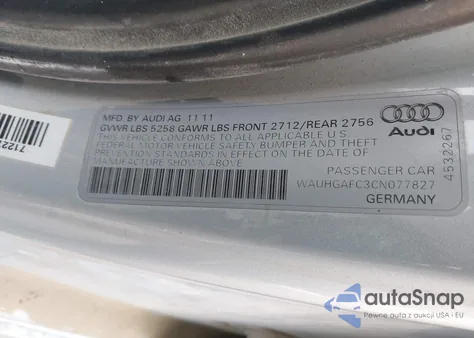 MFD. BY AUDI AG 11 11
GVWR LBS 5258 GAWR LBS FRONT 2712/REAR 2756
THIS VEHICLE CONFORMS TO ALL APPLICABLE U S
FEDERAL MOTOR VEHICLE SAFETY BUMPER AND THEFT
PREVENTION STANDARDS IN EFFECT ON THE DATE OF
MANUFACTURE SHOWN ABOVE
Audi
4532267
PASSENGER CAR
WAUHGAFC3CN077827
GERMANY
autoSnap
Pewne auta z aukcji USA i EU